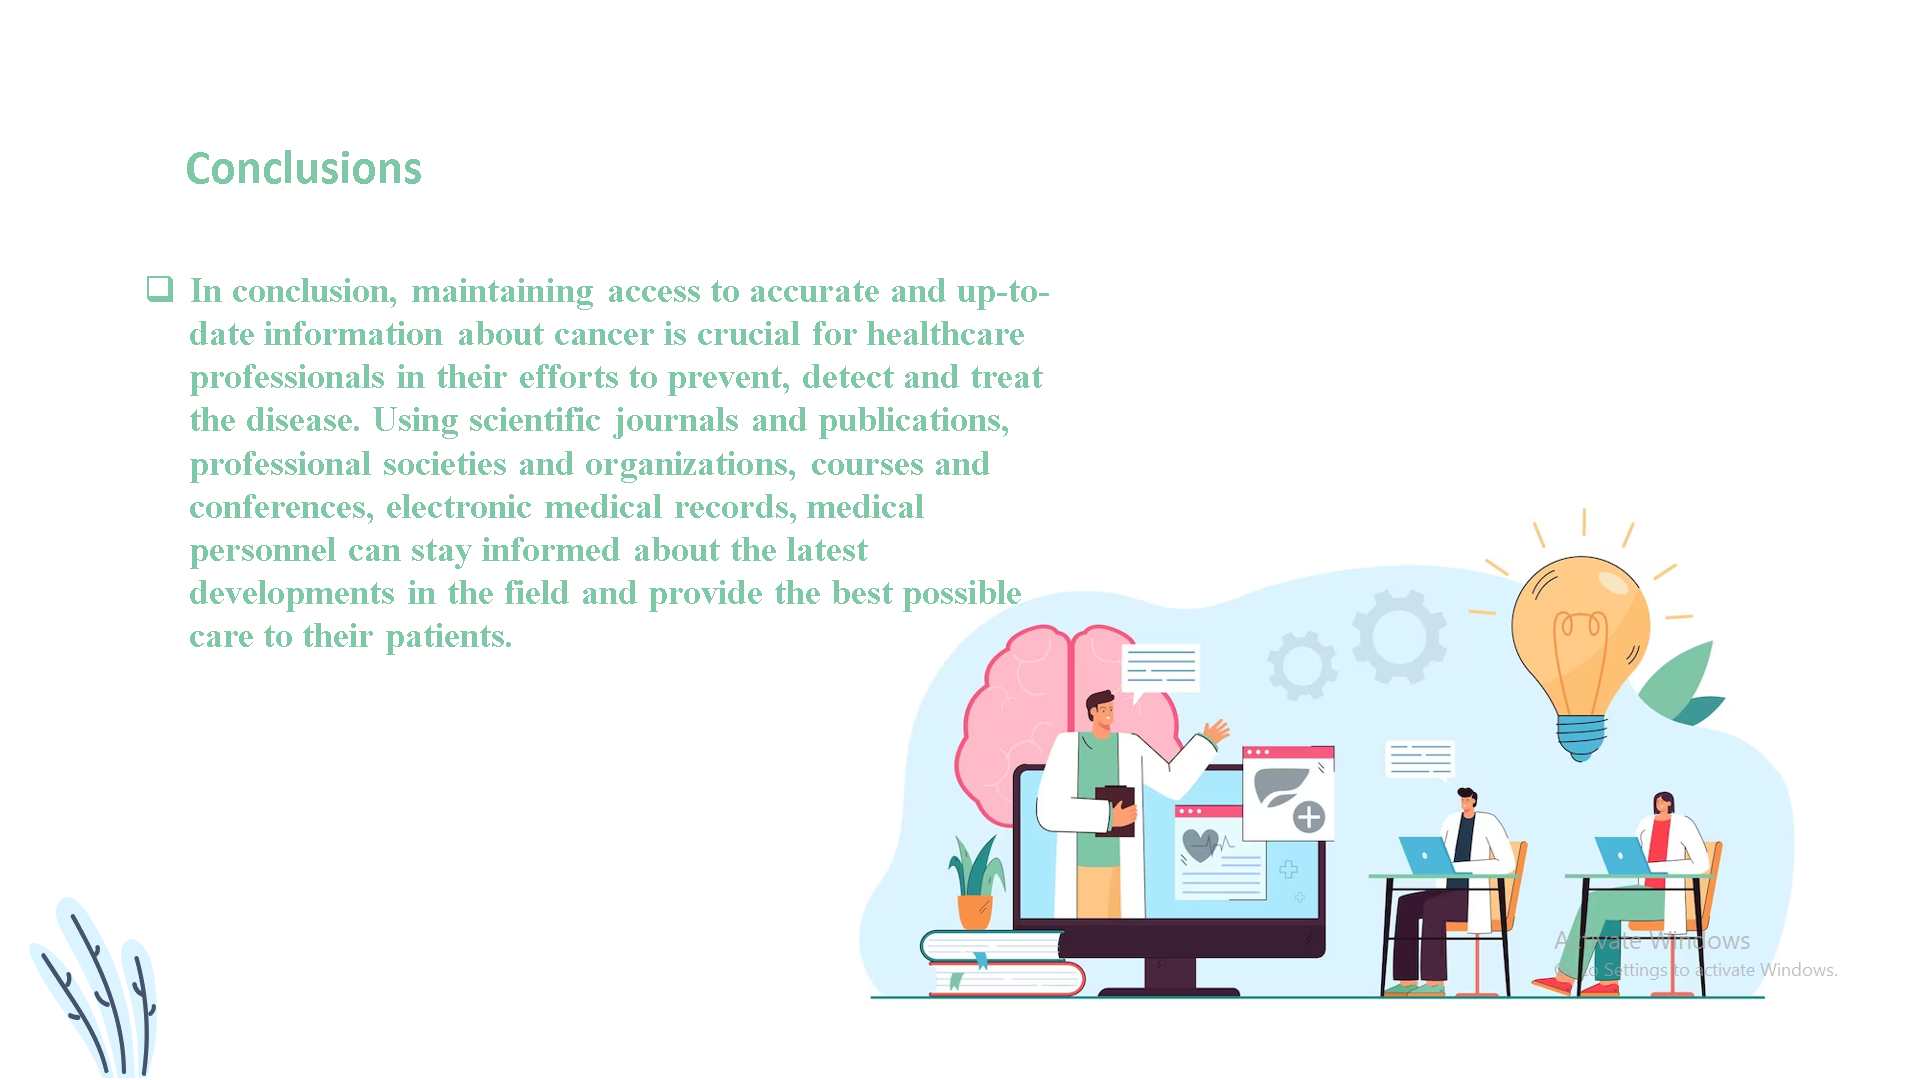 Conclusions
In conclusion, maintaining access to accurate and up-to-
date information about cancer is crucial for healthcare
professionals in their efforts to prevent, detect and treat
the disease. Using scientific journals and publications,
professional societies and organizations, courses and
conferences, electronic medical records, medical
personnel can stay informed about the latest
developments in the field and provide the best possible
care to their patients.
Activate Windows
Go to Settings to activate Windows.